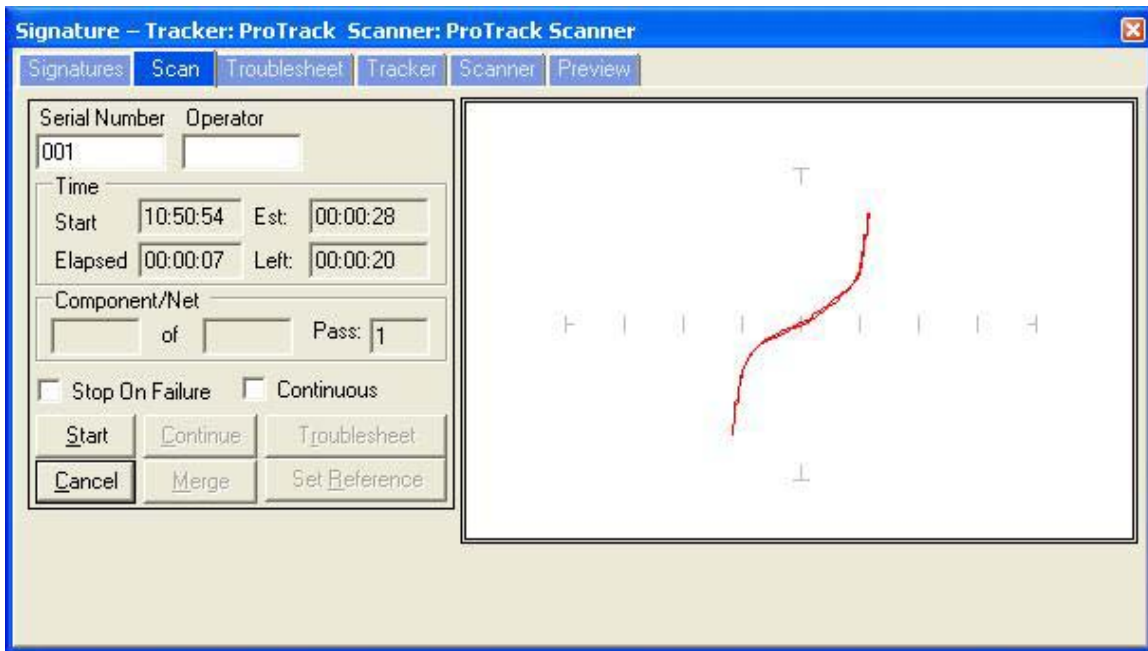 Signature – Tracker: ProTrack Scanner: ProTrack Scanner
Signatures Scan Troublesheet Tracker Scanner Preview
Serial Number Operator
001
Time
Start 10:50:54 Est: 00:00:28
Elapsed 00:00:07 Left: 00:00:20
Component/Net
of Pass: 1
Stop On Failure Continuous
Start Continue Troublesheet
Cancel Merge Set Reference